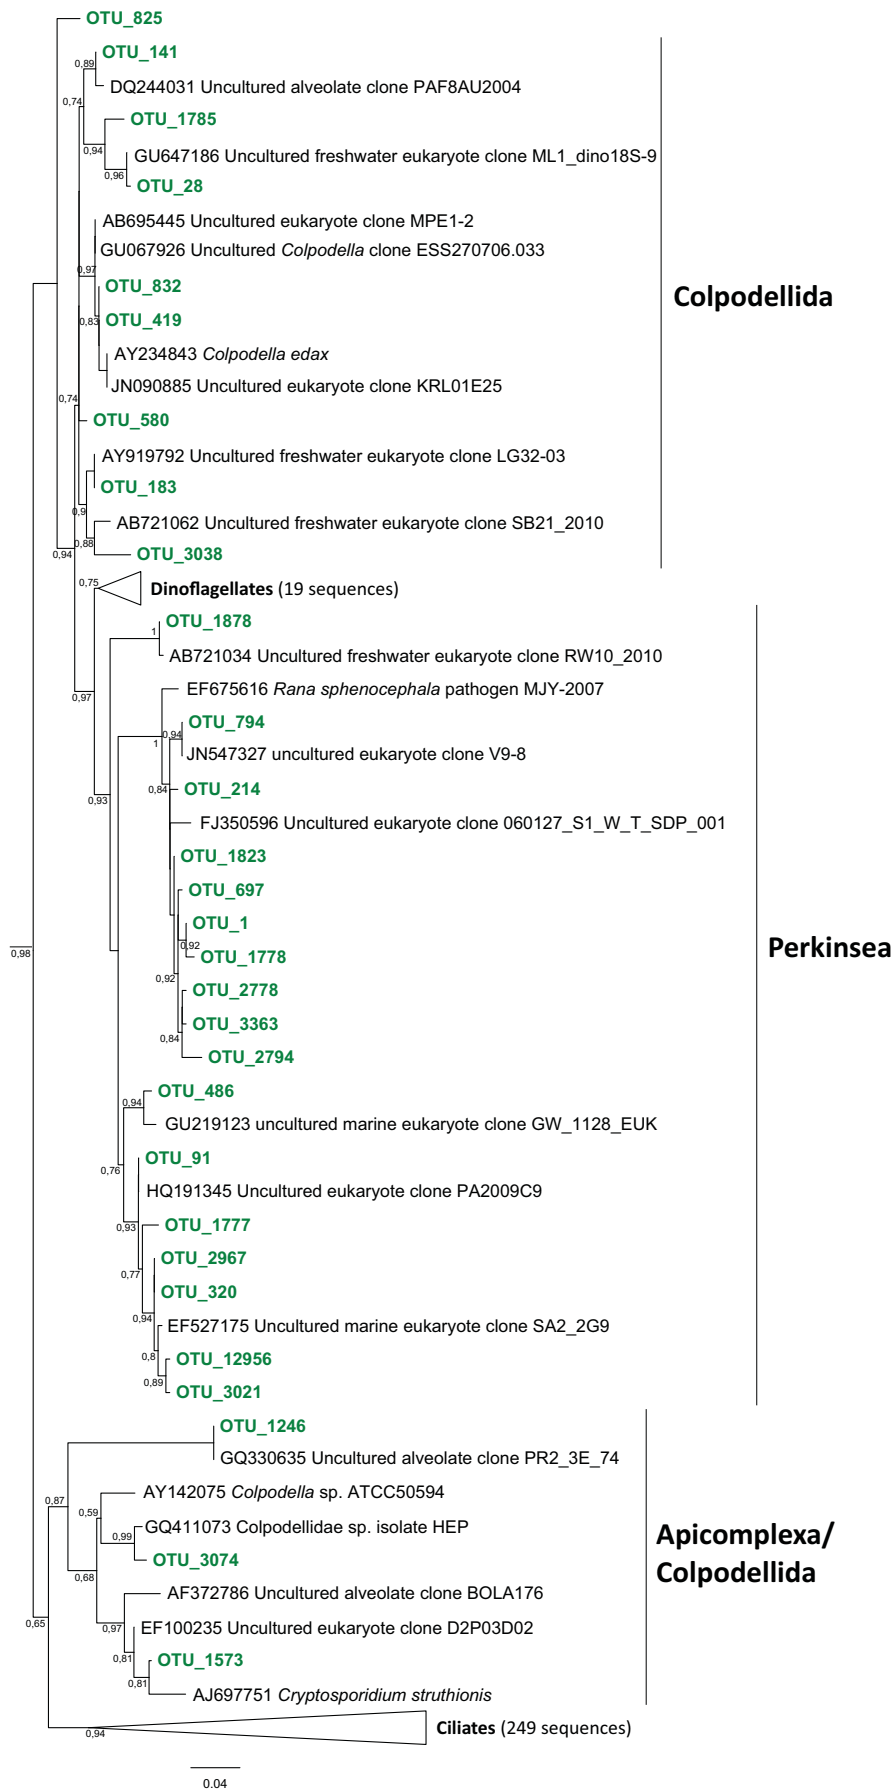 OTU_825
OTU_141
0,89
DQ244031 Uncultured alveolate clone PAF8AU2004
0,74
OTU_1785
0,94
GU647186 Uncultured freshwater eukaryote clone ML1_dino18S-9
0,96
OTU_28
AB695445 Uncultured eukaryote clone MPE1-2
GU067926 Uncultured Colpodella clone ESS270706.033
0,97
OTU_832
Colpodellida
0,83
OTU_419
AY234843 Colpodella edax
JN090885 Uncultured eukaryote clone KRL01E25
0,74
OTU_580
AY919792 Uncultured freshwater eukaryote clone LG32-03
OTU_183
0,9
AB721062 Uncultured freshwater eukaryote clone SB21_2010
0,88
0,94
OTU_3038
0,75
Dinoflagellates (19 sequences)
OTU_1878
1
AB721034 Uncultured freshwater eukaryote clone RW10_2010
0,97
EF675616 Rana sphenocephala pathogen MJY-2007
OTU_794
0,94
1
JN547327 uncultured eukaryote clone V9-8
0,84
OTU_214
0,93
FJ350596 Uncultured eukaryote clone 060127_S1_W_T_SDP_001
OTU_1823
OTU_697
OTU_1
0,92
Perkinsea
0,98
OTU_1778
0,92
OTU_2778
OTU_3363
0,84
OTU_2794
OTU_486
0,94
GU219123 uncultured marine eukaryote clone GW_1128_EUK
OTU_91
0,76
HQ191345 Uncultured eukaryote clone PA2009C9
0,93
OTU_1777
OTU_2967
0,77
OTU_320
0,94
EF527175 Uncultured marine eukaryote clone SA2_2G9
0,8
OTU_12956
0,89
OTU_3021
OTU_1246
GQ330635 Uncultured alveolate clone PR2_3E_74
AY142075 Colpodella sp. ATCC50594
0,87
0,59
GQ411073 Colpodellidae sp. isolate HEP
0,99
Apicomplexa/
Colpodellida
OTU_3074
0,68
AF372786 Uncultured alveolate clone BOLA176
0,65
0,97
EF100235 Uncultured eukaryote clone D2P03D02
0,81
OTU_1573
0,81
AJ697751 Cryptosporidium struthionis
0,94
Ciliates (249 sequences)
0.04